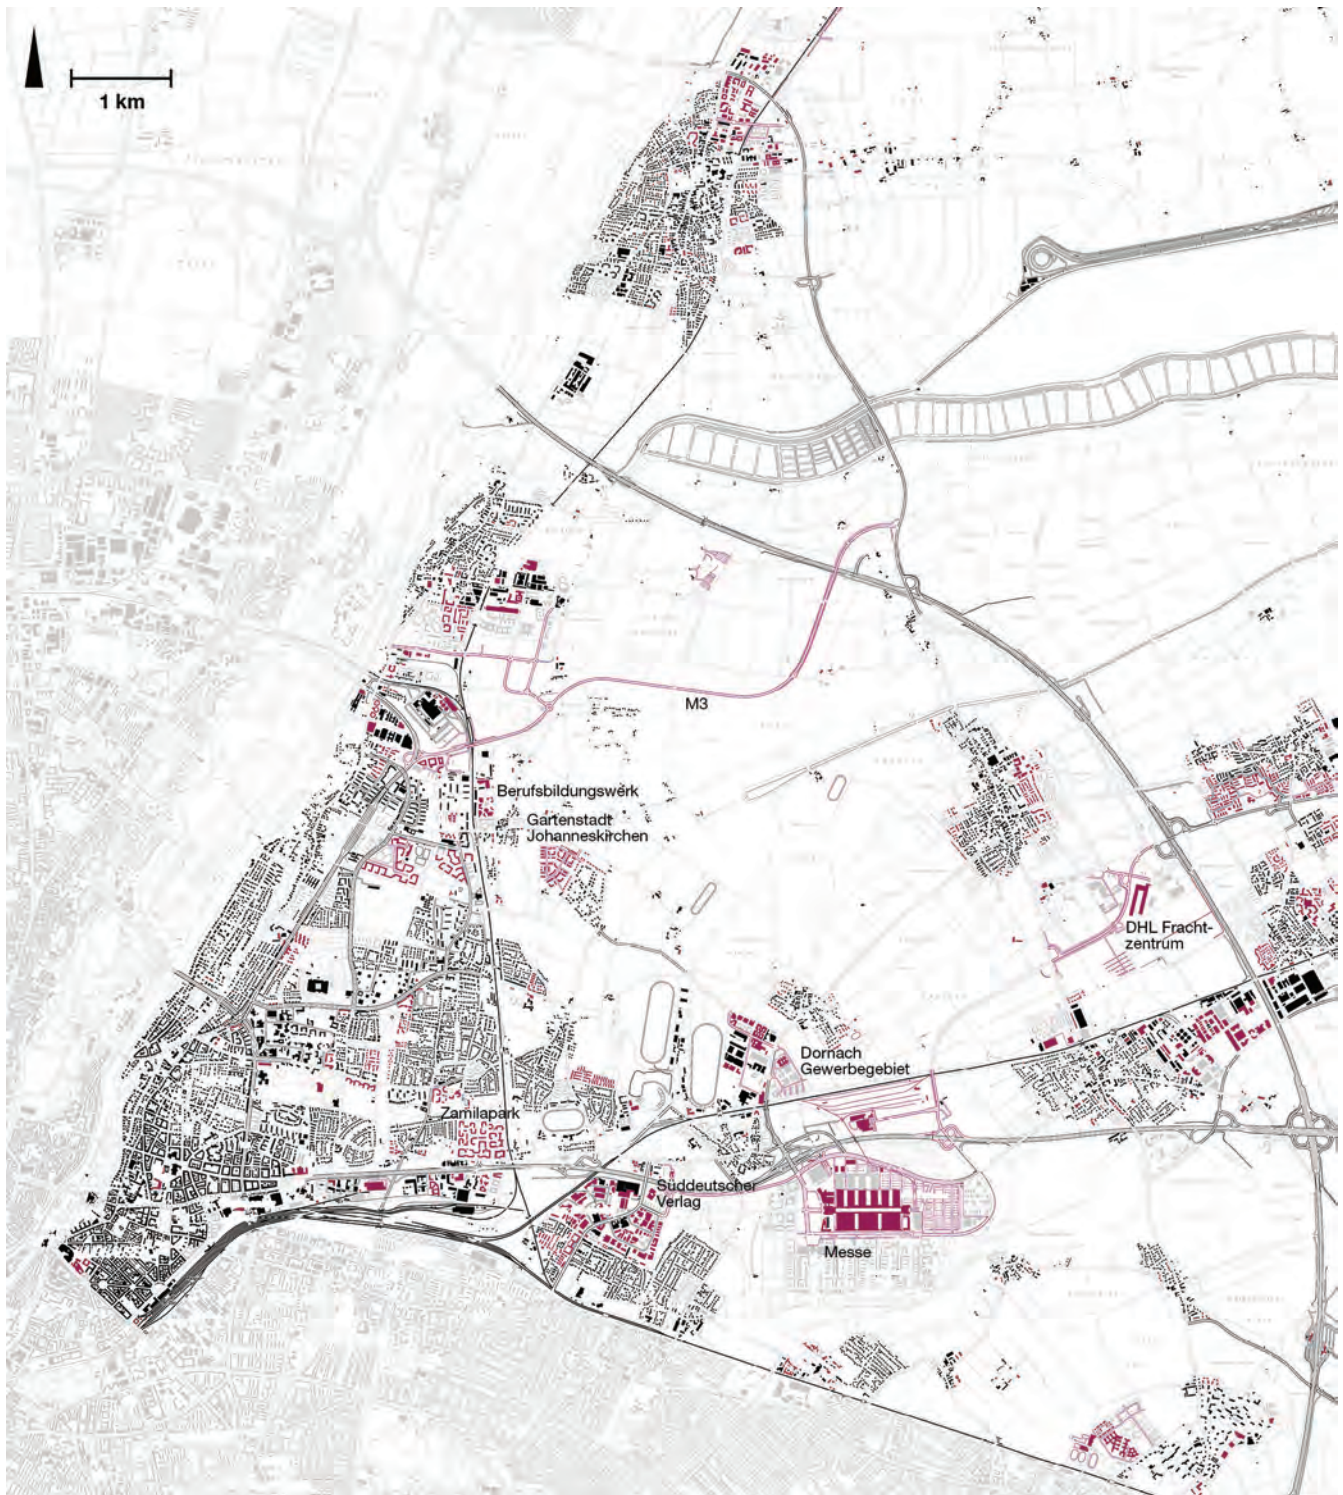 1 km
M3
Berufsbildungswerk
Gartenstadt
Johanneskirchen
DHL Fracht-
zentrum
Dornach
Gewerbegebiet
Zamilapark
Süddeutscher
Verlag
Messe